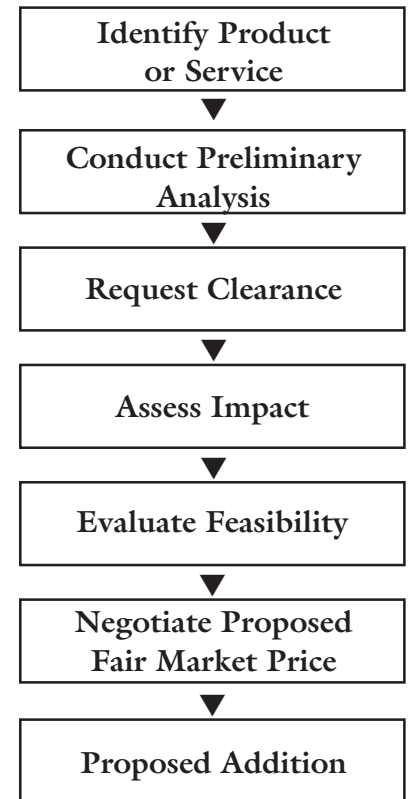 Identify Product
or Service
Conduct Preliminary
Analysis
Request Clearance
Assess Impact
Evaluate Feasibility
Negotiate Proposed
Fair Market Price
Proposed Addition